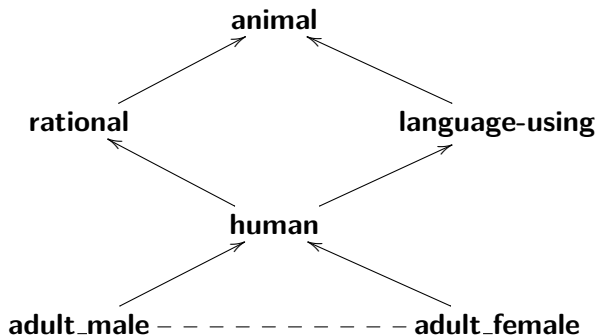 animal
rational
language-using
human
adult_male
adult_female